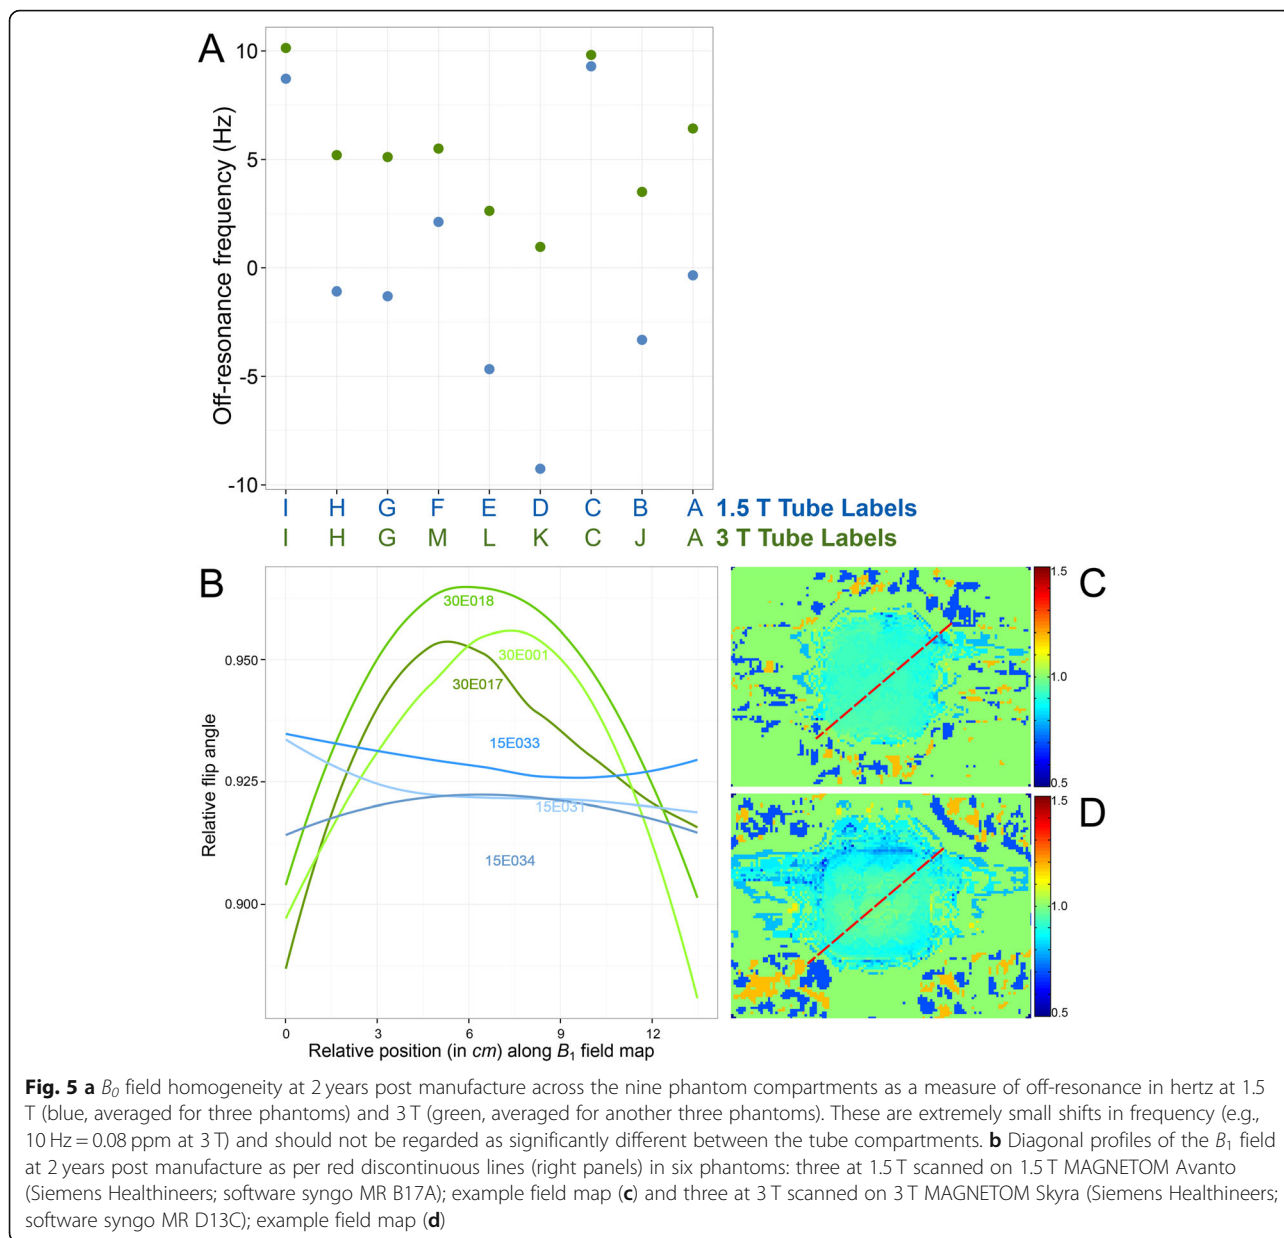 A
Off-resonance frequency (Hz)
10
5
0
-5
-10
I H G F E D C B A 1.5 T Tube Labels
I H G M L K C J A 3 T Tube Labels
B
Relative flip angle
0.950
0.925
0.900
30E018
30E001
30E017
15E033
15E031
15E034
0 3 6 9 12
Relative position (in cm) along B1 field map
C
1.5
1.0
0.5
D
1.5
1.0
0.5
Fig. 5 a B0 field homogeneity at 2 years post manufacture across the nine phantom compartments as a measure of off-resonance in hertz at 1.5
T (blue, averaged for three phantoms) and 3 T (green, averaged for another three phantoms). These are extremely small shifts in frequency (e.g.,
10 Hz = 0.08 ppm at 3 T) and should not be regarded as significantly different between the tube compartments. b Diagonal profiles of the B1 field
at 2 years post manufacture as per red discontinuous lines (right panels) in six phantoms: three at 1.5 T scanned on 1.5 T MAGNETOM Avanto
(Siemens Healthineers; software syngo MR B17A); example field map (c) and three at 3 T scanned on 3 T MAGNETOM Skyra (Siemens Healthineers;
software syngo MR D13C); example field map (d)